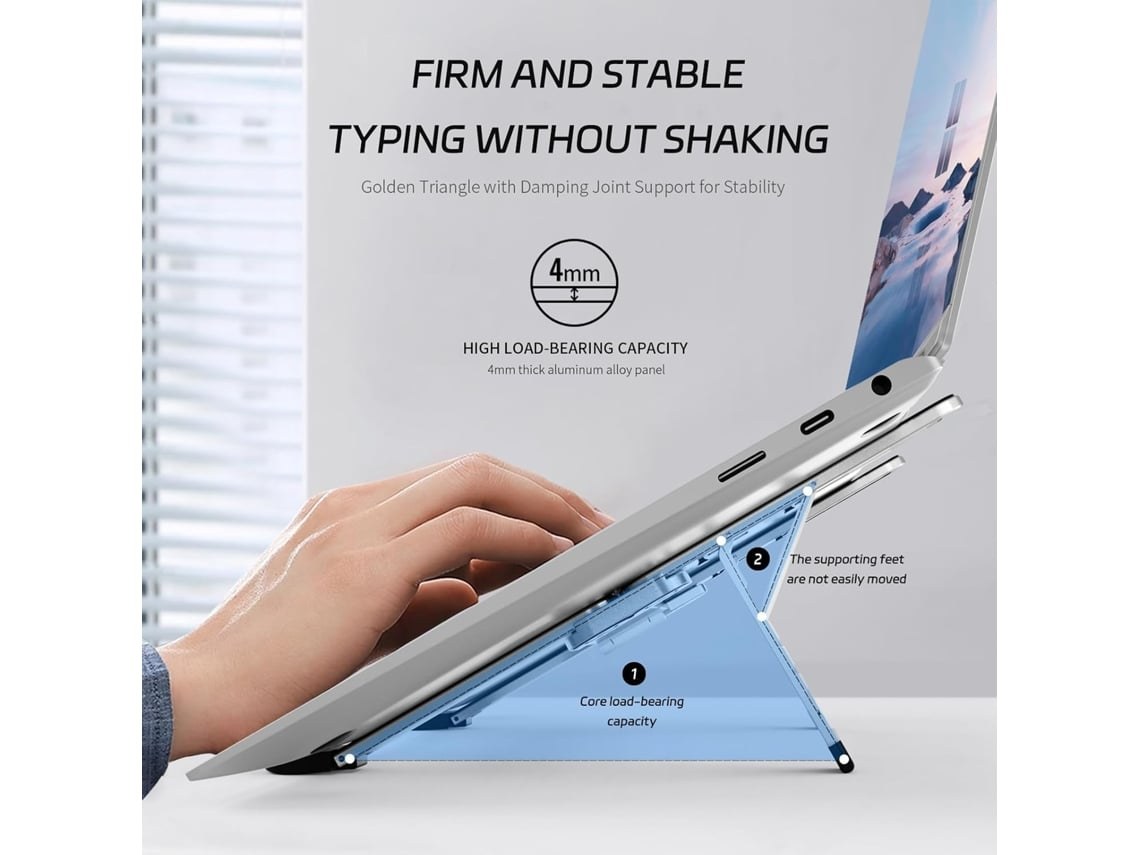 FIRM AND STABLE
TYPING WITHOUT SHAKING
Golden Triangle with Damping Joint Support for Stability
4mm
HIGH LOAD-BEARING CAPACITY
4mm thick aluminum alloy panel
2
The supporting feet
are not easily moved
1
Core load-bearing
capacity